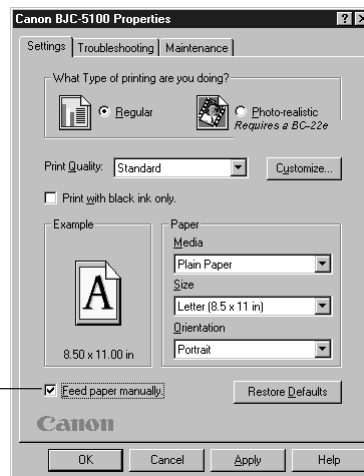 Canon BJC-5100 Properties
Settings Troubleshooting Maintenance
What Type of printing are you doing?
Regular Photo-realistic
Requires a BC-22e
Print Quality: Standard Customize...
Print with black ink only.
Example Paper
Media
Plain Paper
A
Size
Letter (8.5 x 11 in)
Orientation
8.50 x 11.00 in Portrait
Feed paper manually. Restore Defaults
Canon
OK Cancel Apply Help